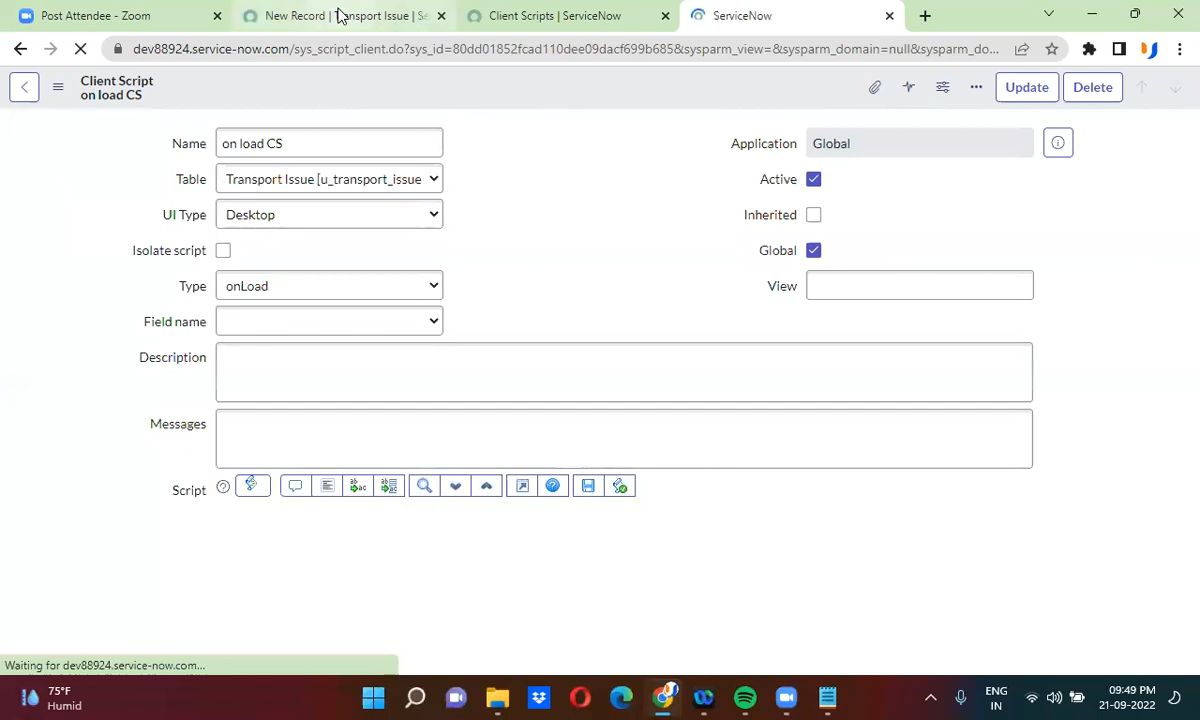 Post Attendee - Zoom
New Record | Transport Issue | Se
Client Scripts | ServiceNow
ServiceNow
dev88924.service-now.com/sys_script_client.do?sys_id=80dd01852fcad110dee09dacf699b685&sysparm_view=&sysparm_domain=null&sysparm_do...
Client Script
on load CS
Update
Delete
Name
on load CS
Application
Global
Table
Transport Issue [u_transport_issue
Active
UI Type
Desktop
Inherited
Isolate script
Global
Type
onLoad
View
Field name
Description
Messages
Script
Waiting for dev88924.service-now.com...
75°F
Humid
ENG
IN
09:49 PM
21-09-2022